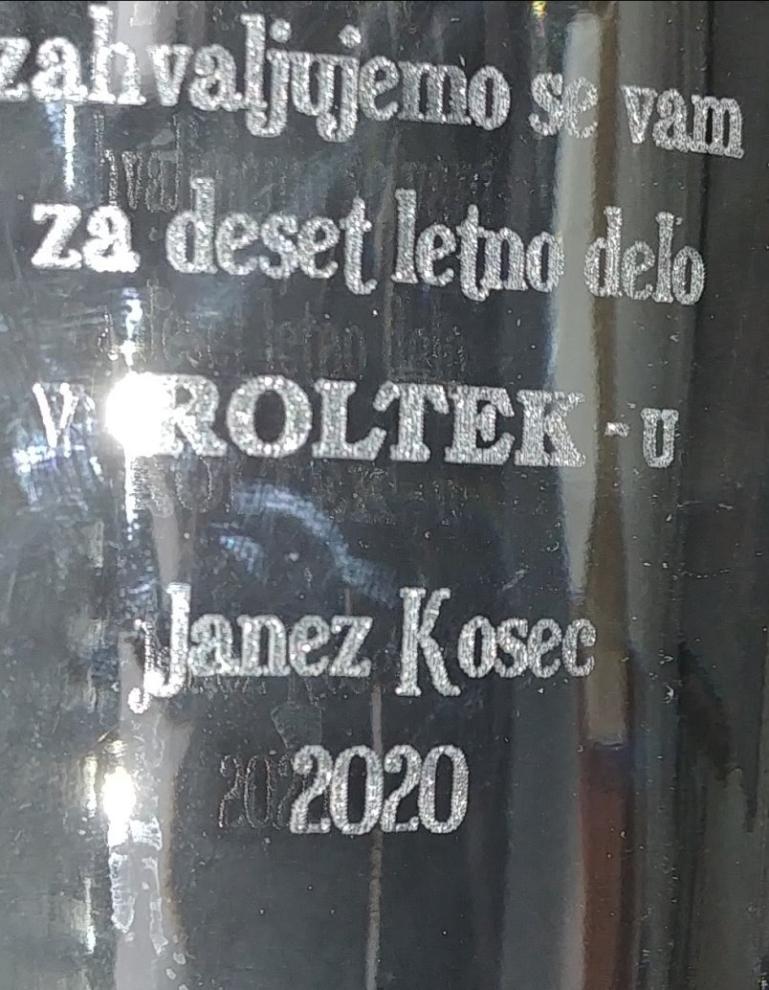 zahvaljujemo se vam
za deset letno delo
V ROLTEK - u
Janez Kosec
2020